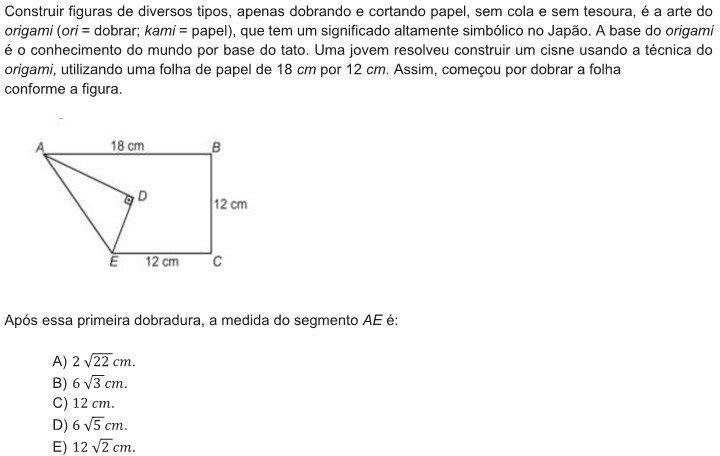 Construir figuras de diversos tipos, apenas dobrando e cortando papel, sem cola e sem tesoura, é a arte do
origami (ori = dobrar; kami = papel), que tem um significado altamente simbólico no Japão. A base do origami
é o conhecimento do mundo por base do tato. Uma jovem resolveu construir um cisne usando a técnica do
origami, utilizando uma folha de papel de 18 cm por 12 cm. Assim, começou por dobrar a folha
conforme a figura.
A 18 cm B
D
12 cm
E 12 cm C
Após essa primeira dobradura, a medida do segmento AE é:
A) 2 √22 cm.
B) 6 √3 cm.
C) 12 cm.
D) 6 √5 cm.
E) 12 √2 cm.